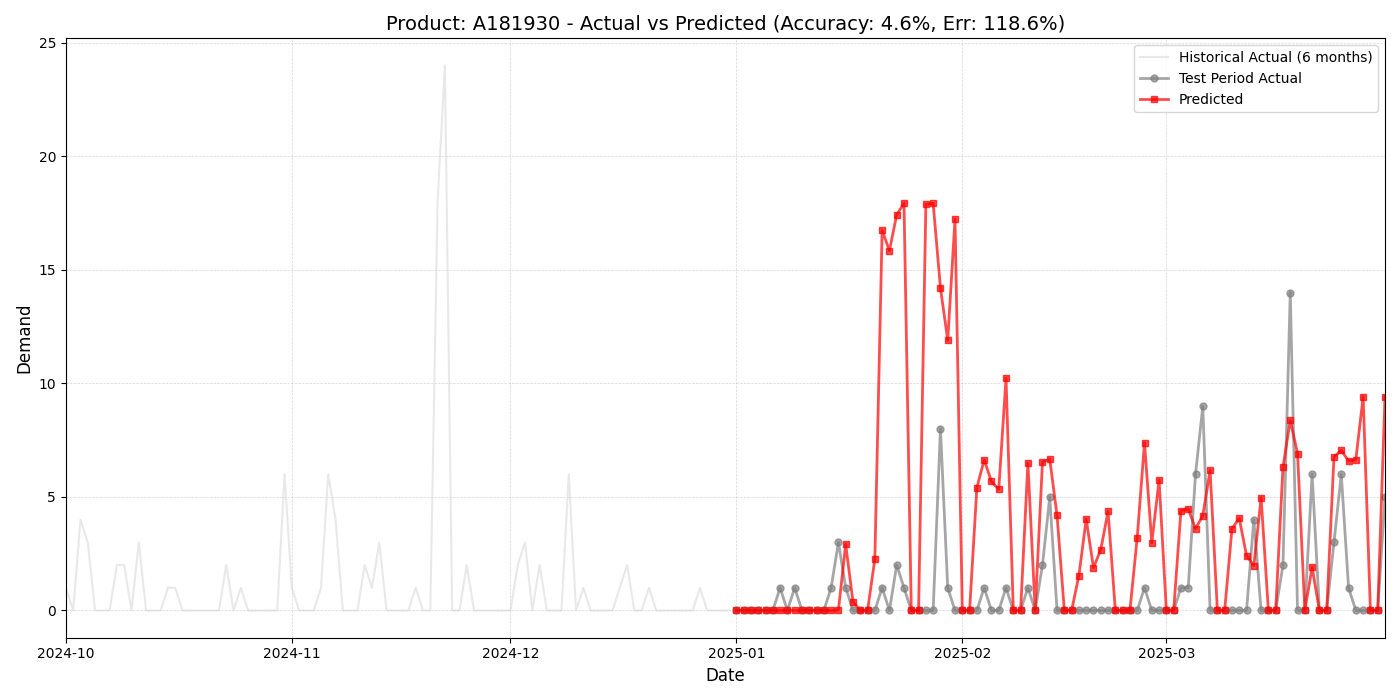 Product: A181930 - Actual vs Predicted (Accuracy: 4.6%, Err: 118.6%)
25
20
15
10
5
0
Demand
Historical Actual (6 months)
Test Period Actual
Predicted
2024-10
2024-11
2024-12
2025-01
2025-02
2025-03
Date